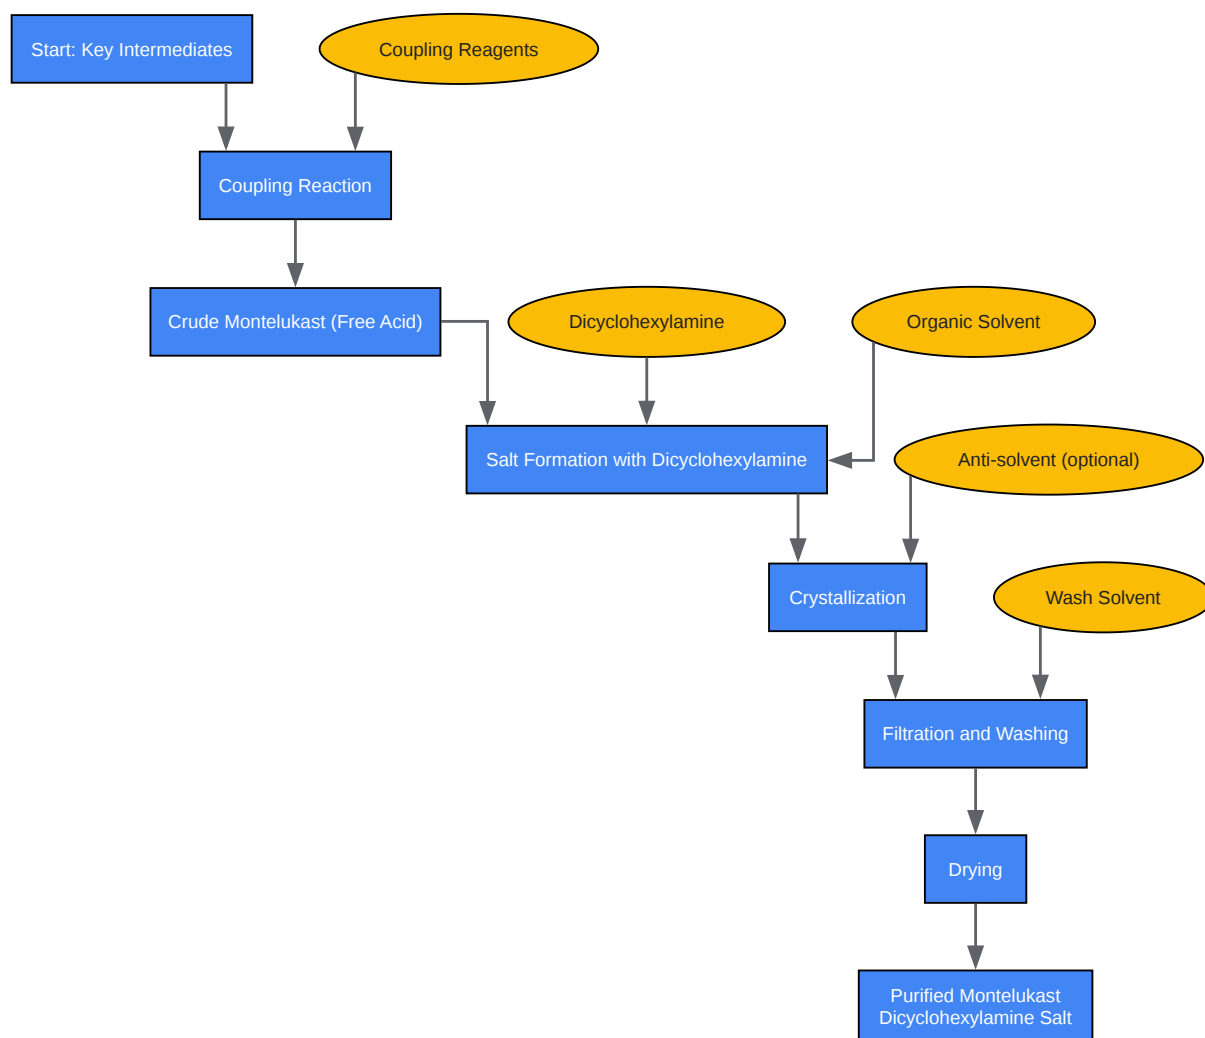 Start: Key Intermediates
Coupling Reagents
Coupling Reaction
Crude Montelukast (Free Acid)
Dicyclohexylamine
Organic Solvent
Salt Formation with Dicyclohexylamine
Anti-solvent (optional)
Crystallization
Wash Solvent
Filtration and Washing
Drying
Purified Montelukast
Dicyclohexylamine Salt